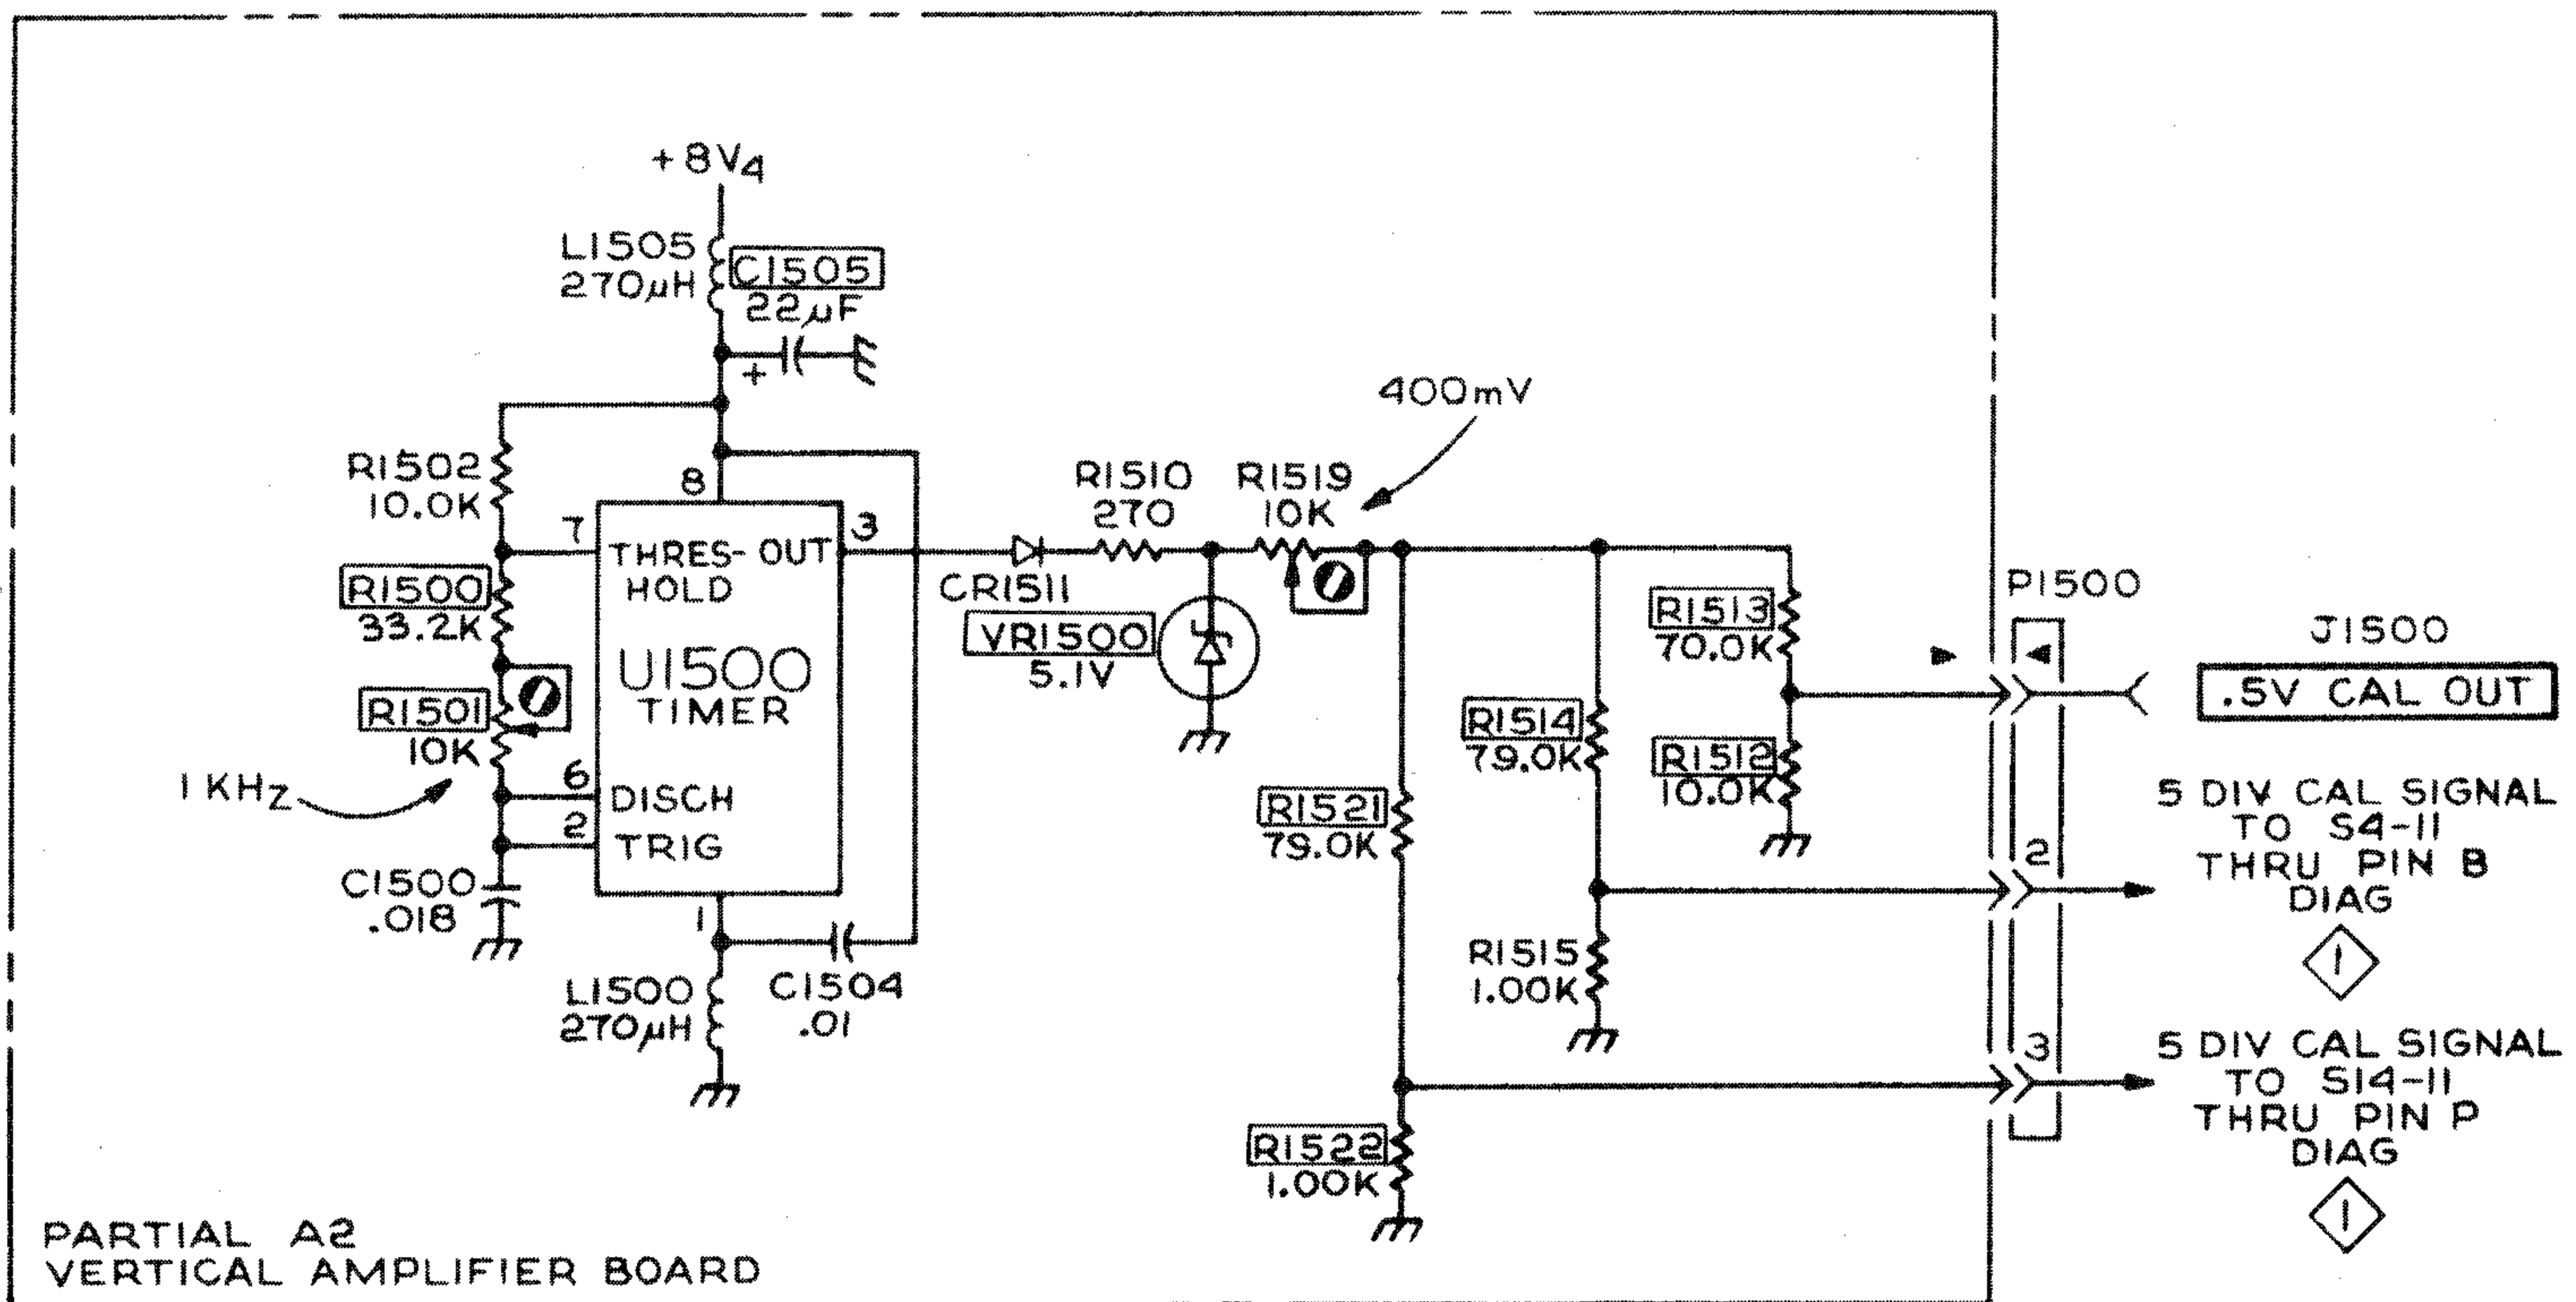 +8V4
L1505
270µH
C1505
22µF
+
400mV
R1502
10.0K
8
R1510
270
R1519
10K
7
THRES-
HOLD
OUT
3
CR1511
R1500
33.2K
U1500
TIMER
VR1500
5.1V
R1501
10K
1 KHZ
6
DISCH
2
TRIG
C1500
.018
1
L1500
270µH
C1504
.01
R1513
70.0K
R1514
79.0K
R1512
10.0K
R1521
79.0K
R1515
1.00K
R1522
1.00K
P1500
J1500
.5V CAL OUT
2
5 DIV CAL SIGNAL
TO S4-11
THRU PIN B
DIAG
1
3
5 DIV CAL SIGNAL
TO S14-11
THRU PIN P
DIAG
1
PARTIAL A2
VERTICAL AMPLIFIER BOARD